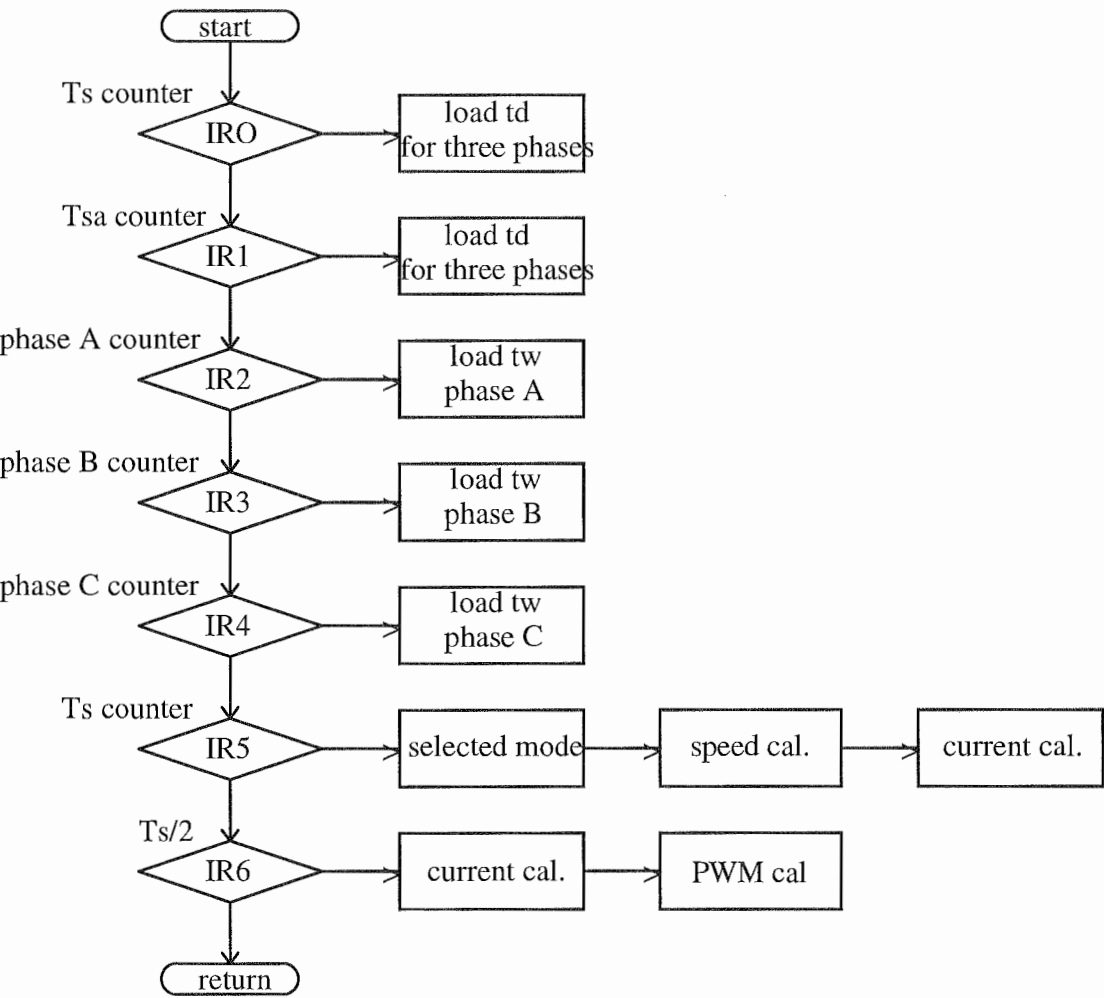 start
Ts counter
IRO
load td
for three phases
Tsa counter
IR1
load td
for three phases
phase A counter
IR2
load tw
phase A
phase B counter
IR3
load tw
phase B
phase C counter
IR4
load tw
phase C
Ts counter
IR5
selected mode
speed cal.
current cal.
Ts/2
IR6
current cal.
PWM cal
return